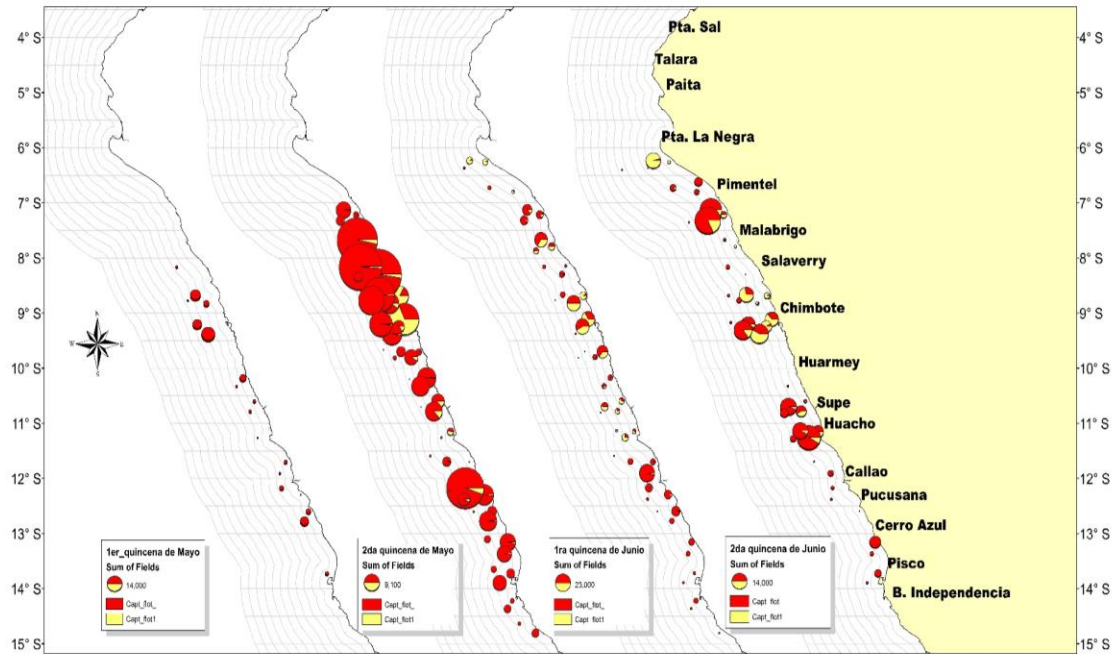 4° S
5° S
6° S
7° S
8° S
9° S
10° S
11° S
12° S
13° S
14° S
15° S
N
W
E
S
Pta. Sal
Talara
Paita
Pta. La Negra
Pimentel
Malabrigo
Salaverry
Chimbote
Huarmey
Supe
Huacho
Callao
Pucusana
Cerro Azul
Pisco
B. Independencia
4° S
5° S
6° S
7° S
8° S
9° S
10° S
11° S
12° S
13° S
14° S
15° S
1er_quincena de Mayo
Sum of Fields
14,000
Capt_flot_
Capt_flot1
2da quincena de Mayo
Sum of Fields
9,100
Capt_flot_
Capt_flot1
1ra quincena de Junio
Sum of Fields
23,000
Capt_flot_
Capt_flot1
2da quincena de Junio
Sum of Fields
14,000
Capt_flot
Capt_flot1